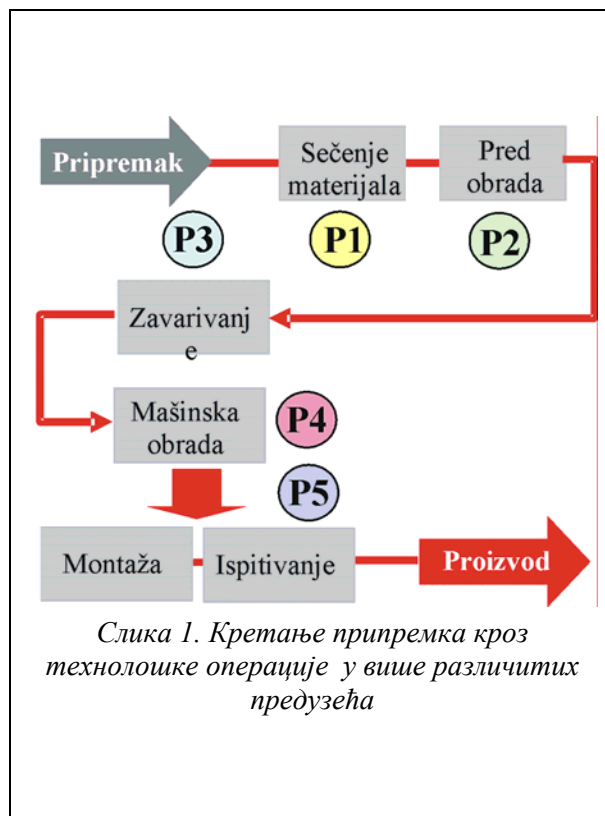 Pripremak
Sečenje
materijala
Pred
obrada
P3
P1
P2
Zavarivanj
e
Mašinska
obrada
P4
P5
Montaža
Ispitivanje
Proizvod
Слика 1. Кретање припремка кроз
технолошке операције у више различитих
предузећа